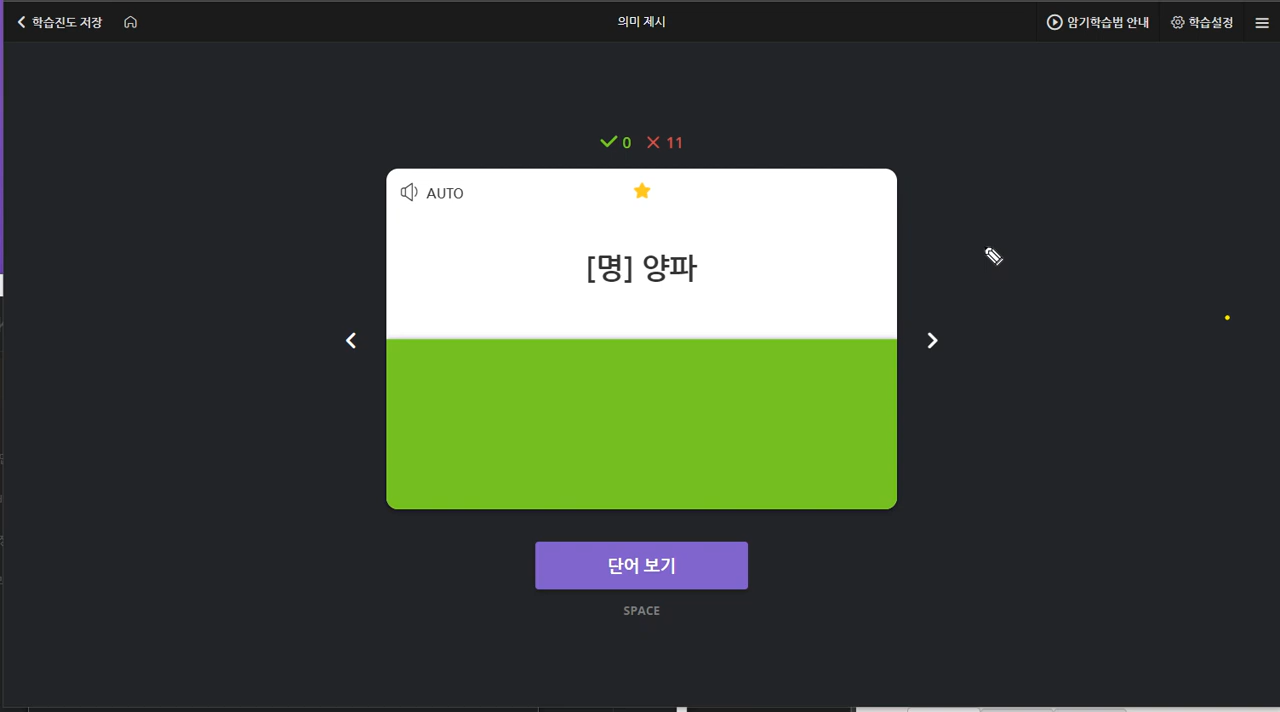 학습진도 저장
의미 제시
암기학습법 안내
학습설정
0
11
AUTO
[명] 양파
단어 보기
SPACE